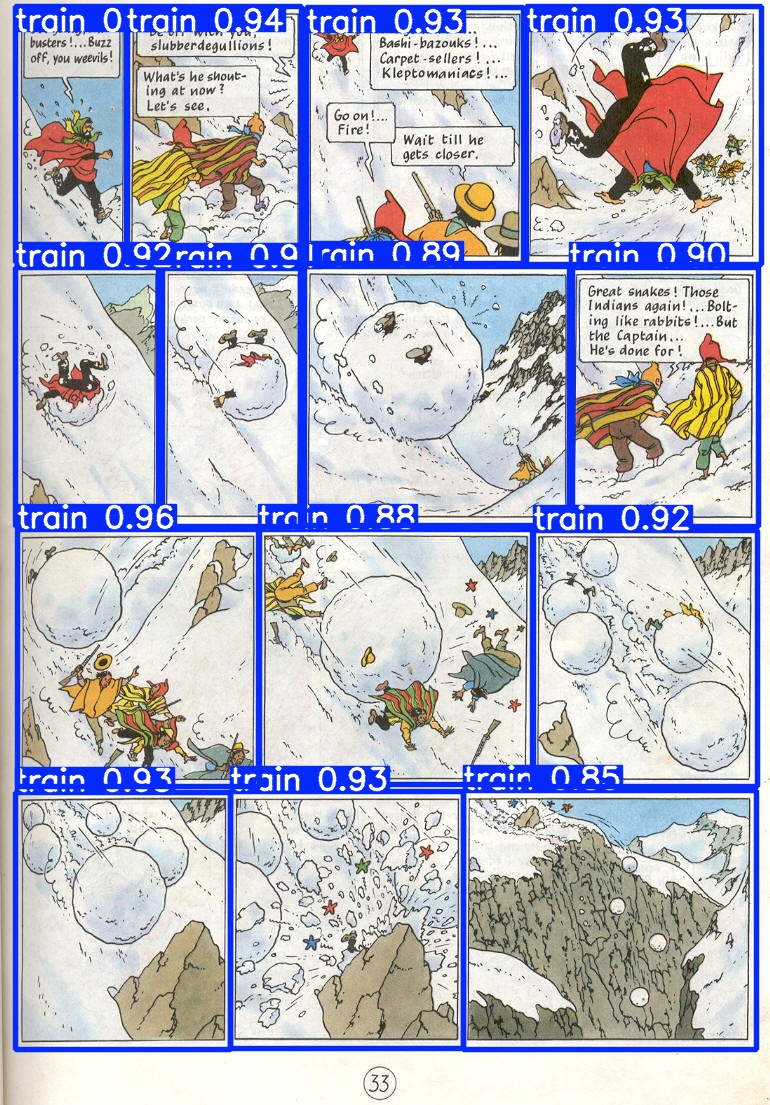 train 0
train 0.94
train 0.93
train 0.93
busters!...Buzz
off, you weevils!
slubberdegullions!
What's he shout-
ing at now?
Let's see.
Bashi-bazouks!...
Carpet-sellers!...
Kleptomaniacs!...
Go on!...
Fire!
Wait till he
gets closer.
train 0.92
train 0.9
train 0.89
train 0.90
Great snakes! Those
Indians again!...Bolt-
ing like rabbits!...But
the Captain...
He's done for!
train 0.96
train 0.88
train 0.92
train 0.93
train 0.93
train 0.85
33